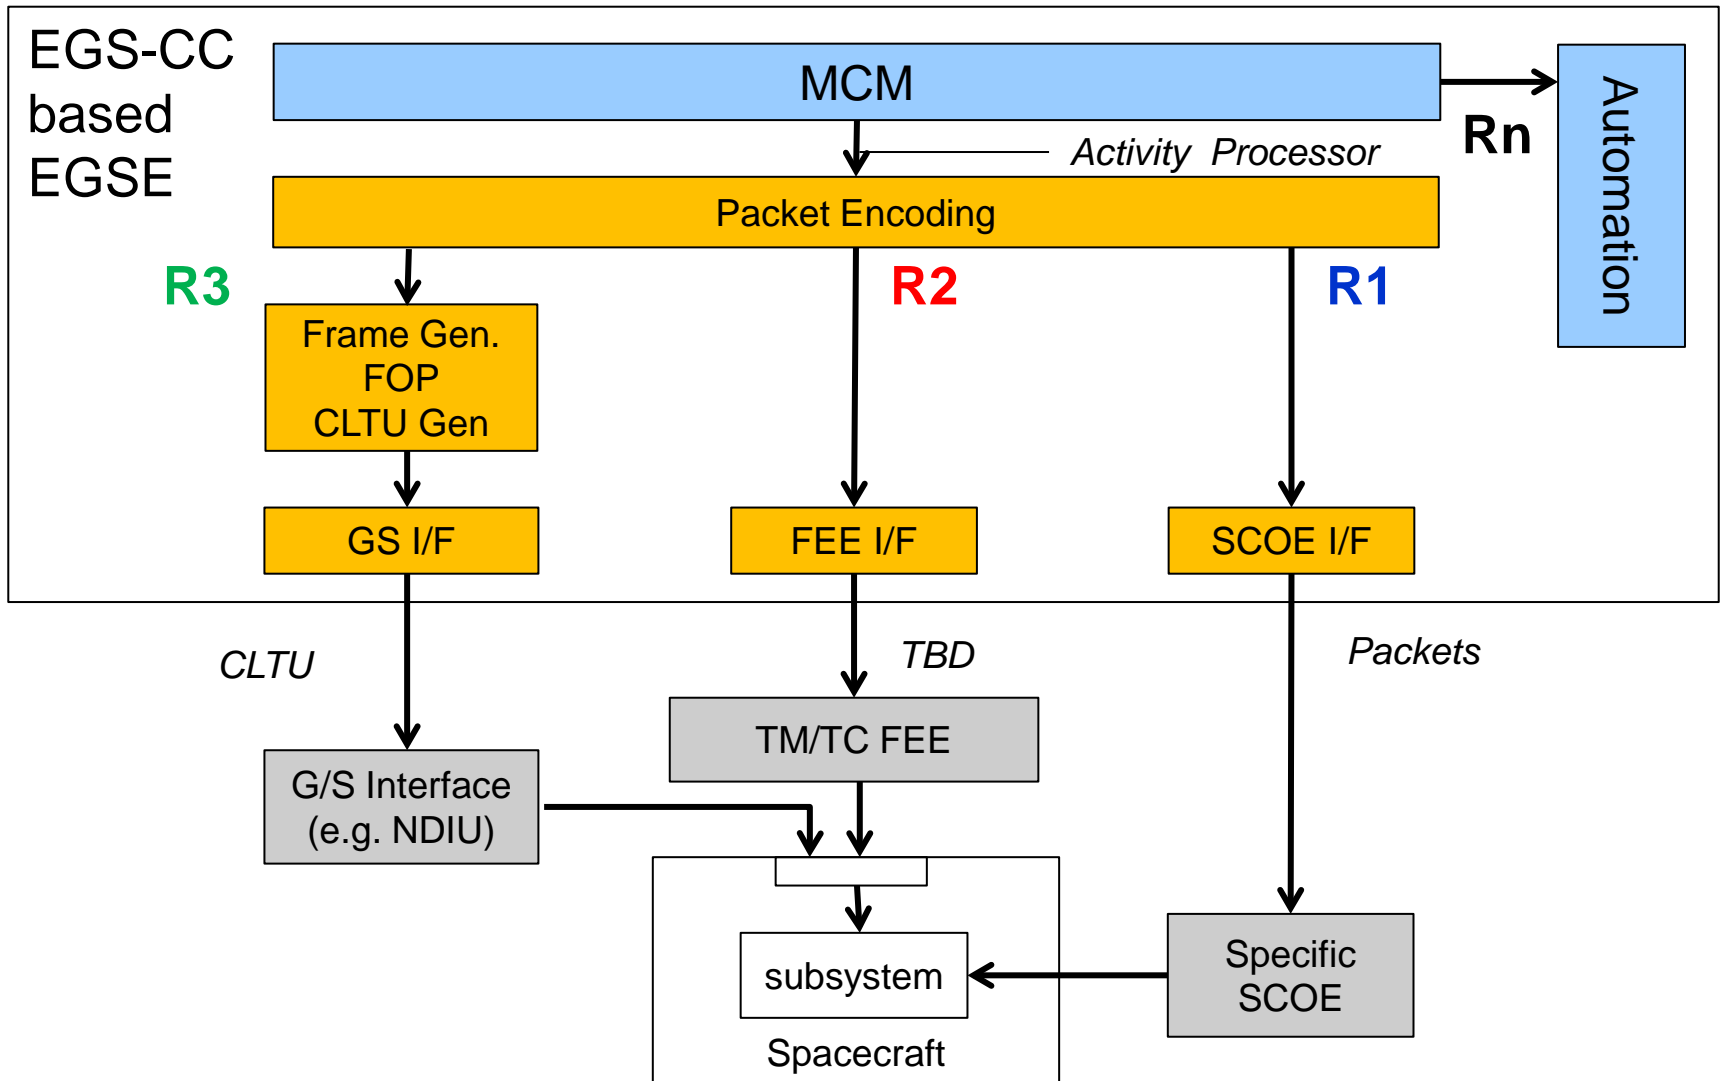 EGS-CC
based
EGSE
MCM
Automation
Rn
Activity Processor
Packet Encoding
R3
R2
R1
Frame Gen.
FOP
CLTU Gen
GS I/F
FEE I/F
SCOE I/F
CLTU
TBD
Packets
TM/TC FEE
G/S Interface
(e.g. NDIU)
Specific
SCOE
subsystem
Spacecraft